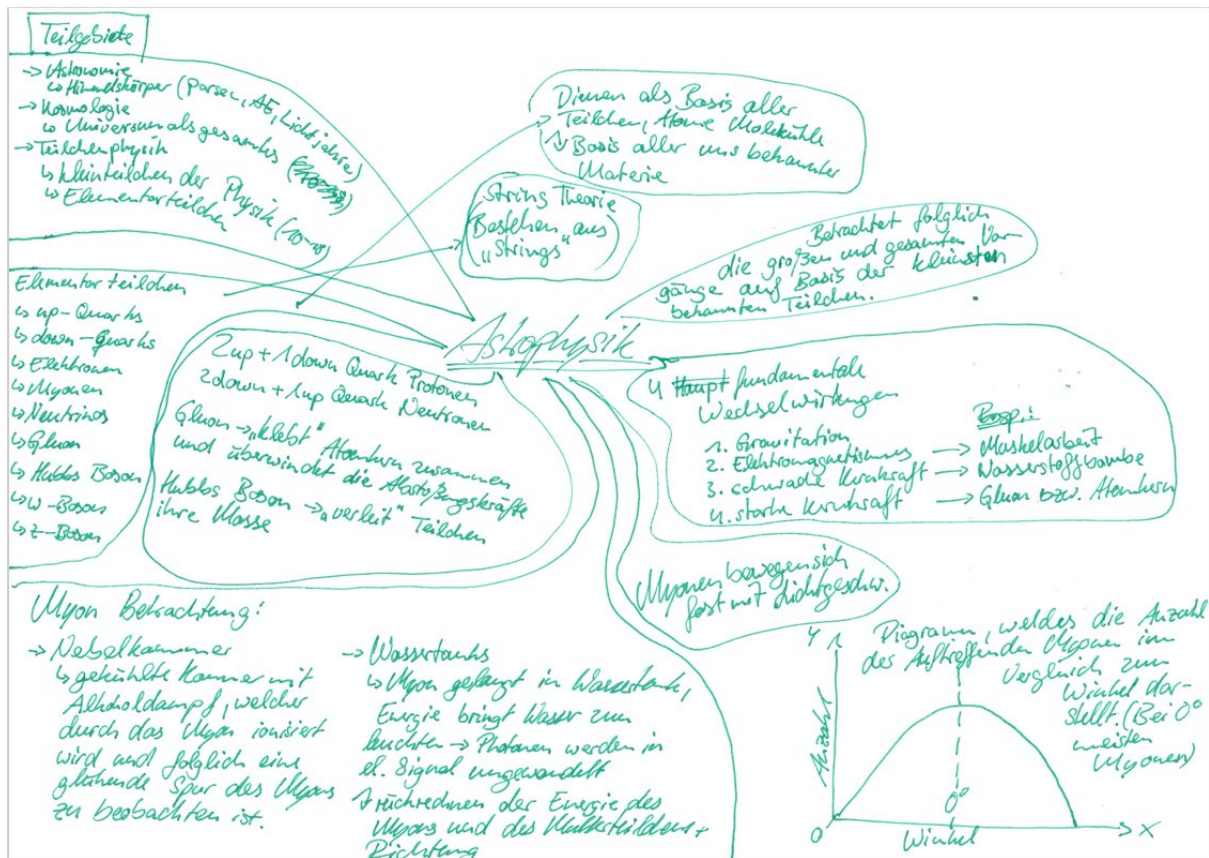 Teilgebiete
→ Astronomie
↳ Himmelskörper (Parsec, AE, Lichtjahre)
→ Kosmologie
↳ Universum als gesamtes
→ Teilchenphysik
↳ kleinteilchen der Physik
↳ Elementarteilchen
Dienen als Basis aller
Teilchen, Atome Molekühle
↳ Basis aller uns bekannter
Materie
String Theorie
(Bestehen aus
"Strings")
Betrachtet folglich
die großen und gesamten Vor-
gänge auf Basis der kleinsten
bekannten Teilchen.
Astrophysik
Elementarteilchen
↳ up-Quarks
↳ down-Quarks
↳ Elektronen
↳ Myonen
↳ Neutrinos
↳ Gluon
↳ Hubbs Boson
↳ W-Boson
↳ Z-Boson
2up + 1down Quark Protonen
2down + 1up Quark Neutronen
Gluon → "klebt" Atomkern zusammen
und überwindet die Abstoßungskräfte
Hubbs Boson → "verleit" Teilchen
ihre Masse
4 Haupt fundamentale
Wechselwirkungen
Bsp.:
1. Gravitation
2. Elektromagnetismus → Muskelarbeit
3. schwache Kernkraft → Wasserstoffbombe
4. starke Kernkraft → Gluon bzw. Atomkern
Myonen bewegen sich
fast mit Lichtgeschw.
Myon Betrachtung:
→ Nebelkammer
↳ gekühlte Kammer mit
Alkoholdampf, welcher
durch das Myon ionisiert
wird und folglich eine
glühende Spur des Myons
zu beobachten ist.
→ Wassertanks
↳ Myon gelangt in Wassertank,
Energie bringt Wasser zum
leuchten → Photonen werden in
el. Signal umgewandelt
↳ rückrechnen der Energie des
Myons und des Mutterteilchens +
Richtung
Diagramm, welches die Anzahl
der Auftreffenden Myonen im
Vergleich zum
Winkel dar-
stellt. (Bei 0°
meisten
Myonen)
Y
Anzahl
0
0°
Winkel
X